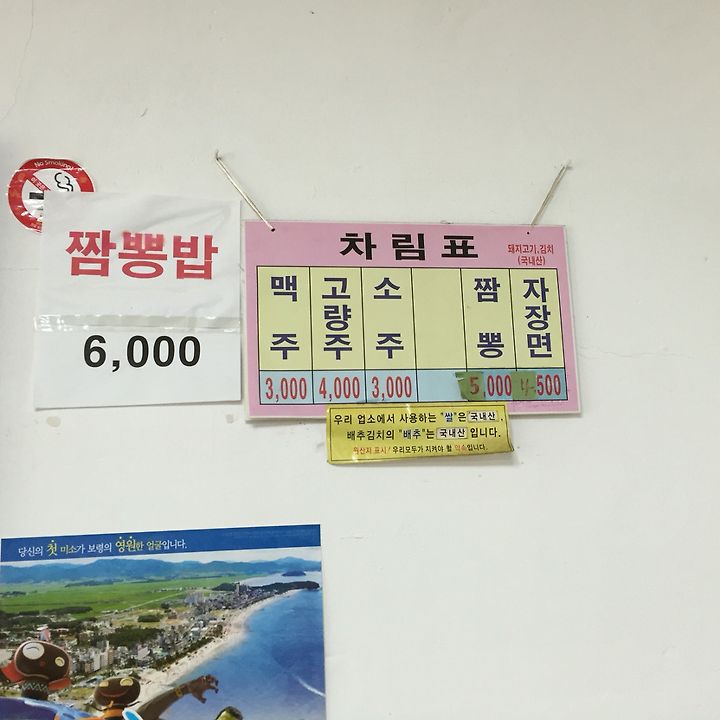 No Smoking!
짬뽕밥
6,000
차림표
돼지고기,김치
(국내산)
맥주 고량주 소주 짬뽕 자장면
3,000 4,000 3,000 5,000 4,500
우리 업소에서 사용하는 "쌀"은 국내산,
배추김치의 "배추"는 국내산 입니다.
원산지 표시! 우리모두가 지켜야 할 약속입니다.
당신의 첫 미소가 보령의 영원한 얼굴입니다.